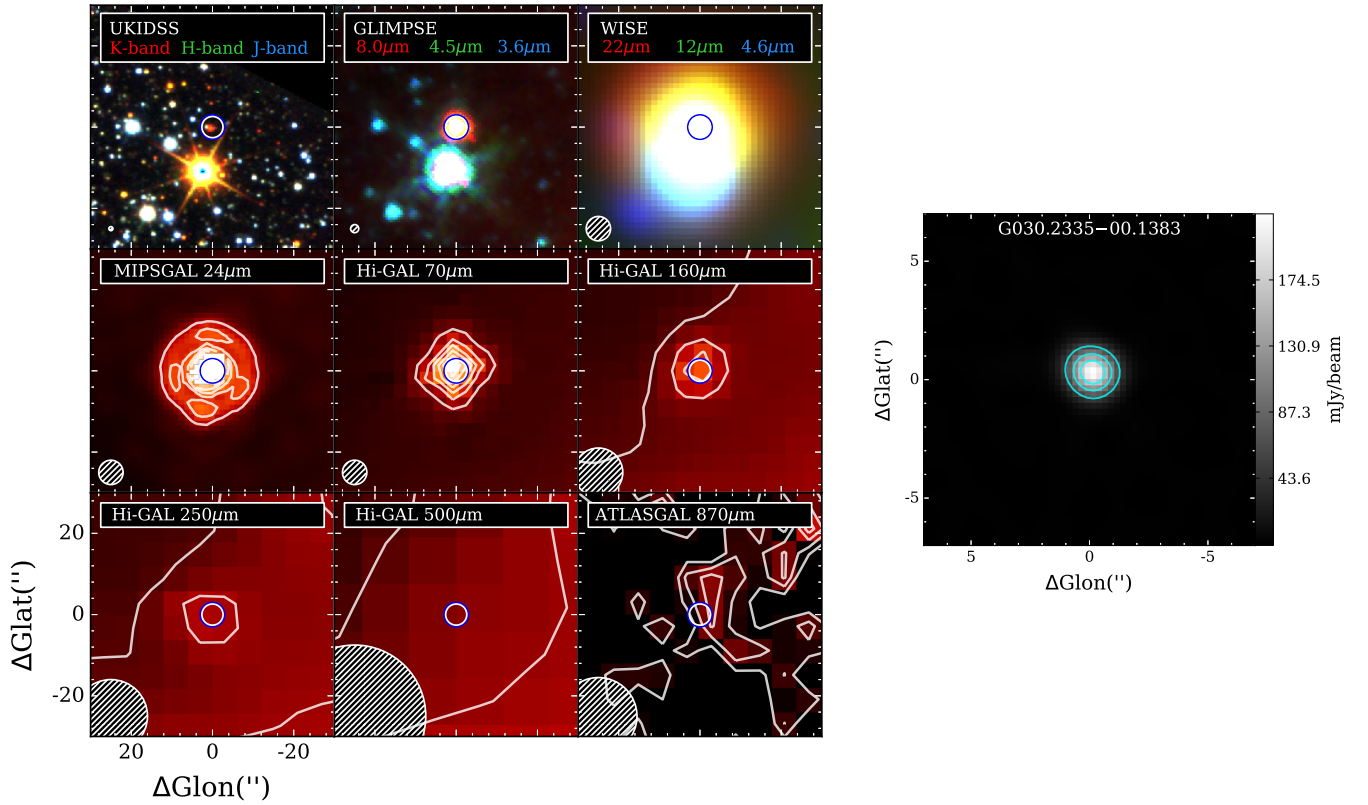 UKIDSS
K-band H-band J-band
GLIMPSE
8.0μm 4.5μm 3.6μm
WISE
22μm 12μm 4.6μm
MIPSGAL 24μm
Hi-GAL 70μm
Hi-GAL 160μm
Hi-GAL 250μm
Hi-GAL 500μm
ATLASGAL 870μm
20
0
-20
20 0 -20
ΔGlat('')
ΔGlon('')
G030.2335−00.1383
5
0
-5
5 0 -5
ΔGlat('')
ΔGlon('')
174.5
130.9
87.3
43.6
mJy/beam